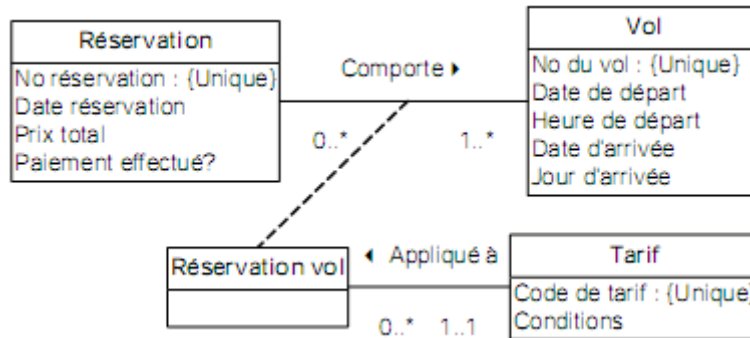 Réservation
No réservation : {Unique}
Date réservation
Prix total
Paiement effectué?
Comporte
0..*
1..*
Vol
No du vol : {Unique}
Date de départ
Heure de départ
Date d'arrivée
Jour d'arrivée
Réservation vol
Appliqué à
0..*
1..1
Tarif
Code de tarif : {Unique}
Conditions